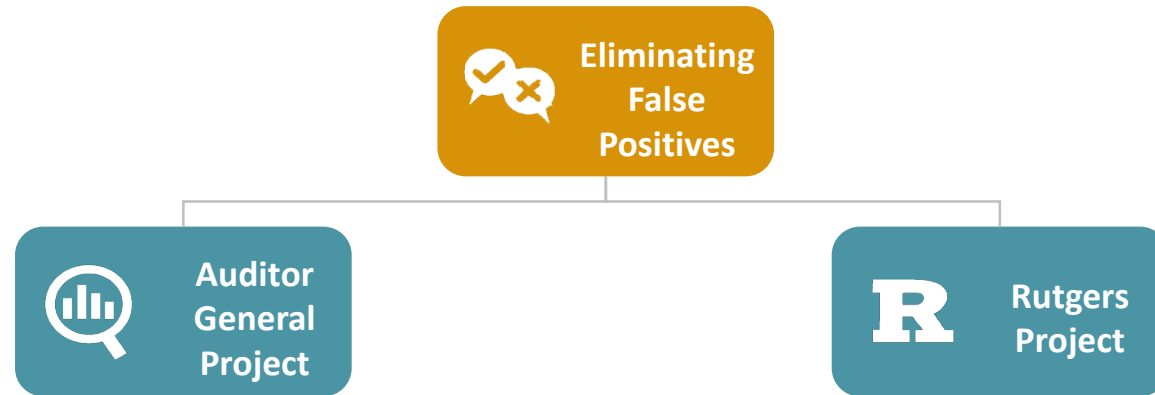 Eliminating
False
Positives
Auditor
General
Project
R
Rutgers
Project